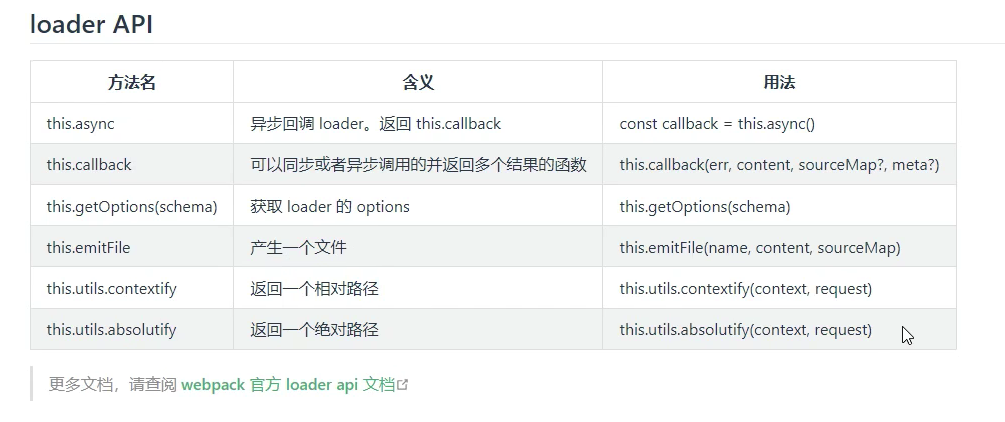 loader API
方法名 含义 用法
this.async 异步回调 loader。返回 this.callback const callback = this.async()
this.callback 可以同步或者异步调用的并返回多个结果的函数 this.callback(err, content, sourceMap?, meta?)
this.getOptions(schema) 获取 loader 的 options this.getOptions(schema)
this.emitFile 产生一个文件 this.emitFile(name, content, sourceMap)
this.utils.contextify 返回一个相对路径 this.utils.contextify(context, request)
this.utils.absolutify 返回一个绝对路径 this.utils.absolutify(context, request)
更多文档，请查阅 webpack 官方 loader api 文档